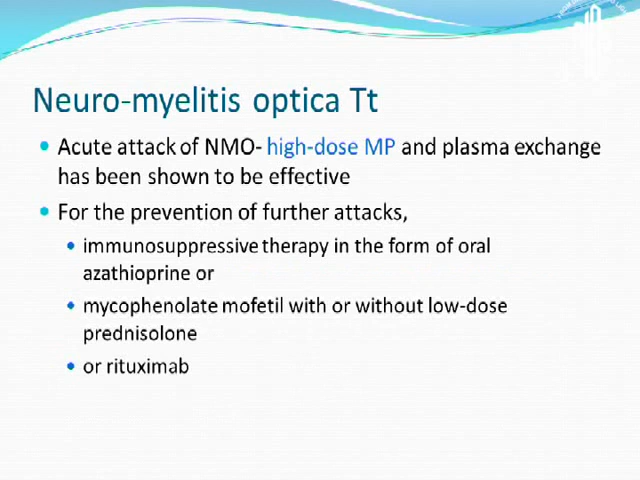 Neuro-myelitis optica Tt
Acute attack of NMO- high-dose MP and plasma exchange
has been shown to be effective
For the prevention of further attacks,
immunosuppressive therapy in the form of oral
azathioprine or
mycophenolate mofetil with or without low-dose
prednisolone
or rituximab